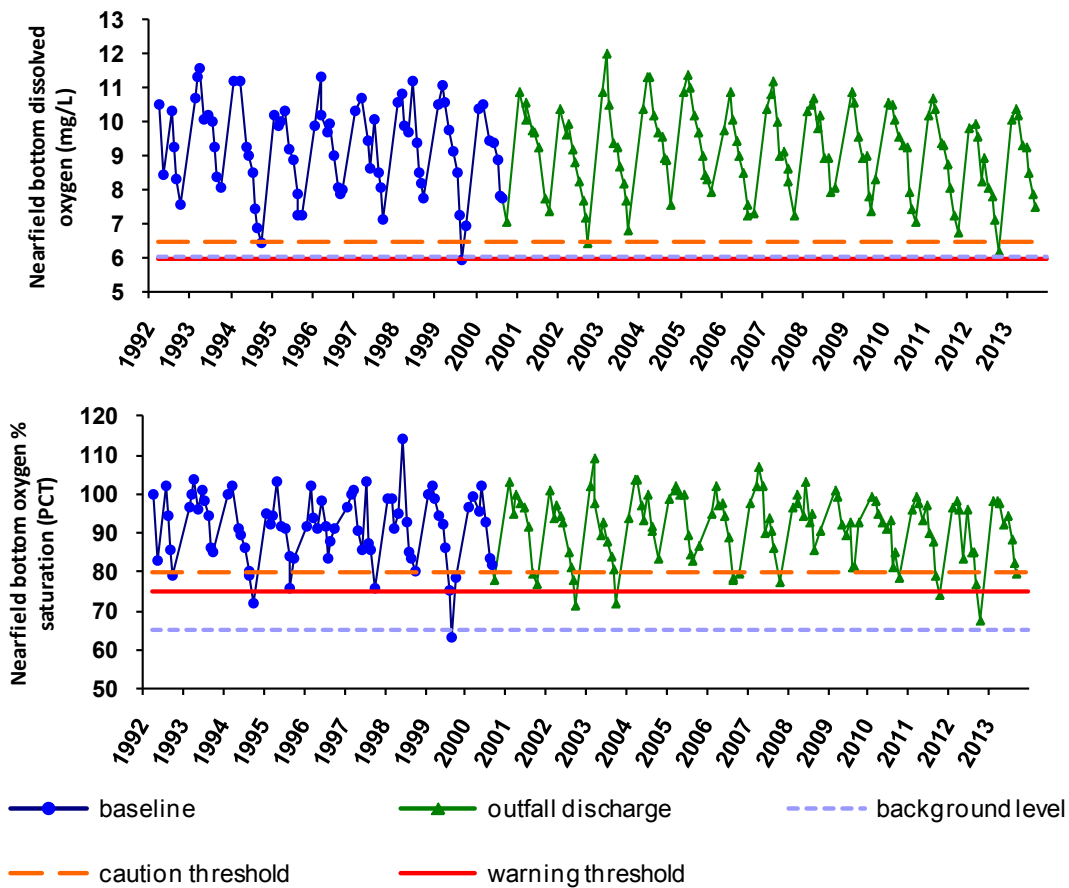 Nearfield bottom dissolved
oxygen (mg/L)
13
12
11
10
9
8
7
6
5
1992 1993 1994 1995 1996 1997 1998 1999 2000 2001 2002 2003 2004 2005 2006 2007 2008 2009 2010 2011 2012 2013
Nearfield bottom oxygen %
saturation (PCT)
120
110
100
90
80
70
60
50
1992 1993 1994 1995 1996 1997 1998 1999 2000 2001 2002 2003 2004 2005 2006 2007 2008 2009 2010 2011 2012 2013
baseline outfall discharge background level
caution threshold warning threshold